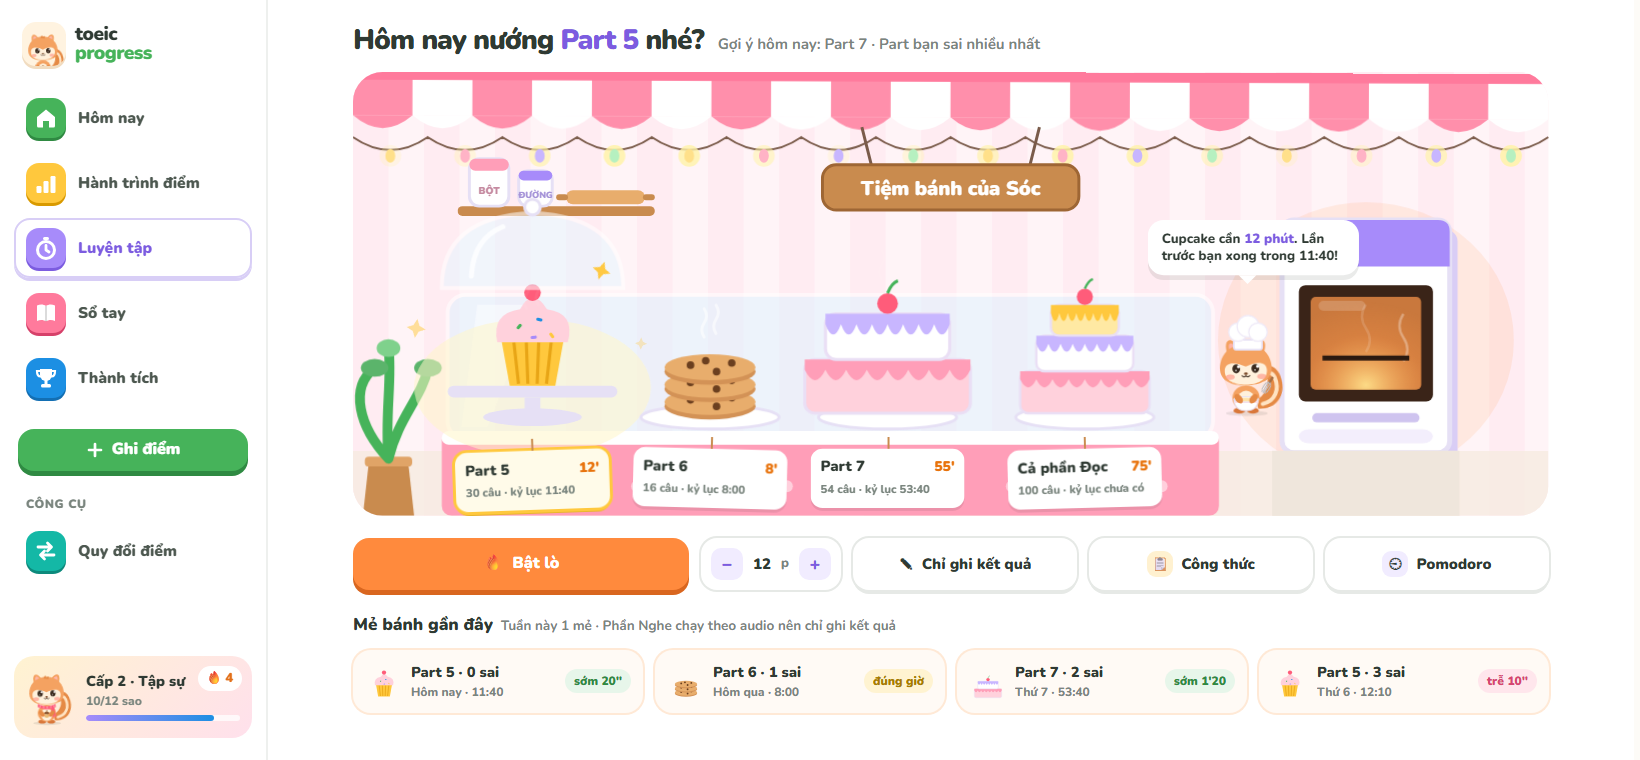 toeic
progress
Hôm nay
Hành trình điểm
Luyện tập
Sổ tay
Thành tích
+ Ghi điểm
CÔNG CỤ
Quy đổi điểm
Cấp 2 · Tập sự
4
10/12 sao
Hôm nay nướng Part 5 nhé?
Gợi ý hôm nay: Part 7 · Part bạn sai nhiều nhất
BỘT
ĐƯỜNG
Tiệm bánh của Sóc
Cupcake cần 12 phút. Lần
trước bạn xong trong 11:40!
Part 5 12'
30 câu · kỷ lục 11:40
Part 6 8'
16 câu · kỷ lục 8:00
Part 7 55'
54 câu · kỷ lục 53:40
Cả phần Đọc 75'
100 câu · kỷ lục chưa có
Bật lò
− 12 p +
Chỉ ghi kết quả
Công thức
Pomodoro
Mẻ bánh gần đây
Tuần này 1 mẻ · Phần Nghe chạy theo audio nên chỉ ghi kết quả
Part 5 · 0 sai
Hôm nay · 11:40
sớm 20"
Part 6 · 1 sai
Hôm qua · 8:00
đúng giờ
Part 7 · 2 sai
Thứ 7 · 53:40
sớm 1'20
Part 5 · 3 sai
Thứ 6 · 12:10
trễ 10"